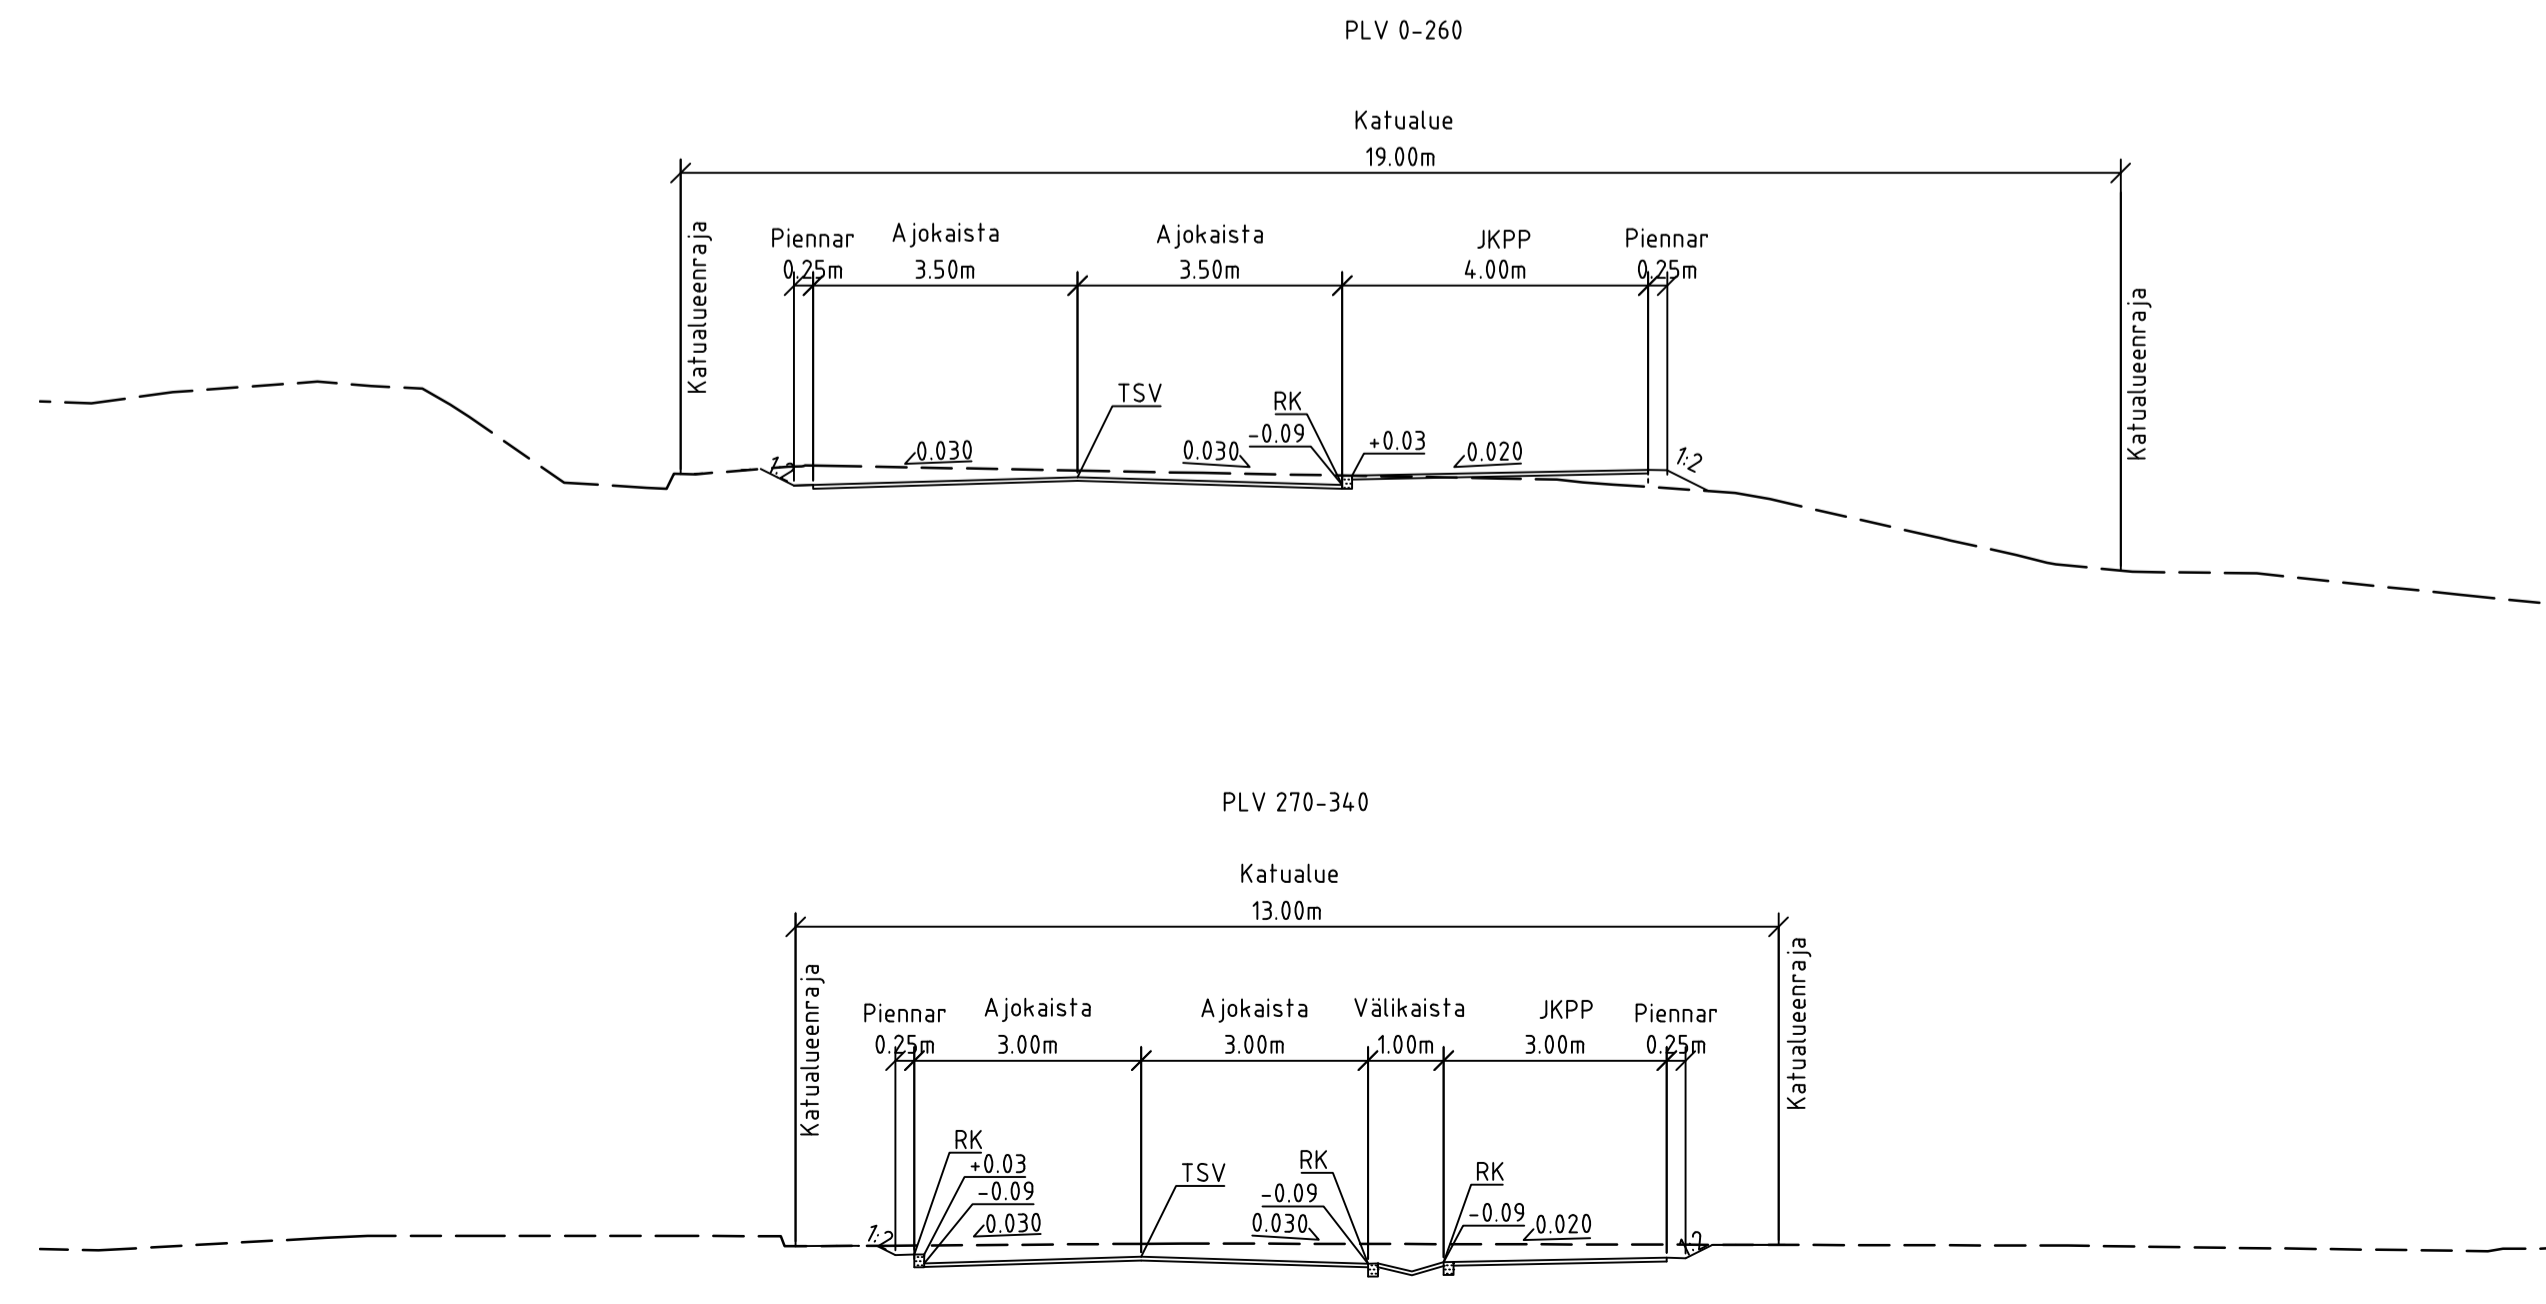 PLV 0-260
Katualue
19.00m
Katualueenraja
Piennar
0.25m
Ajokaista
3.50m
Ajokaista
3.50m
JKPP
4.00m
Piennar
0.25m
Katualueenraja
TSV
RK
-0.09
+0.03
1:2
0.030
0.030
0.020
1:2
PLV 270-340
Katualue
13.00m
Katualueenraja
Piennar
0.25m
Ajokaista
3.00m
Ajokaista
3.00m
Välikaista
1.00m
JKPP
3.00m
Piennar
0.25m
Katualueenraja
RK
+0.03
-0.09
1:2
0.030
TSV
RK
-0.09
0.030
RK
-0.09
0.020
1:2